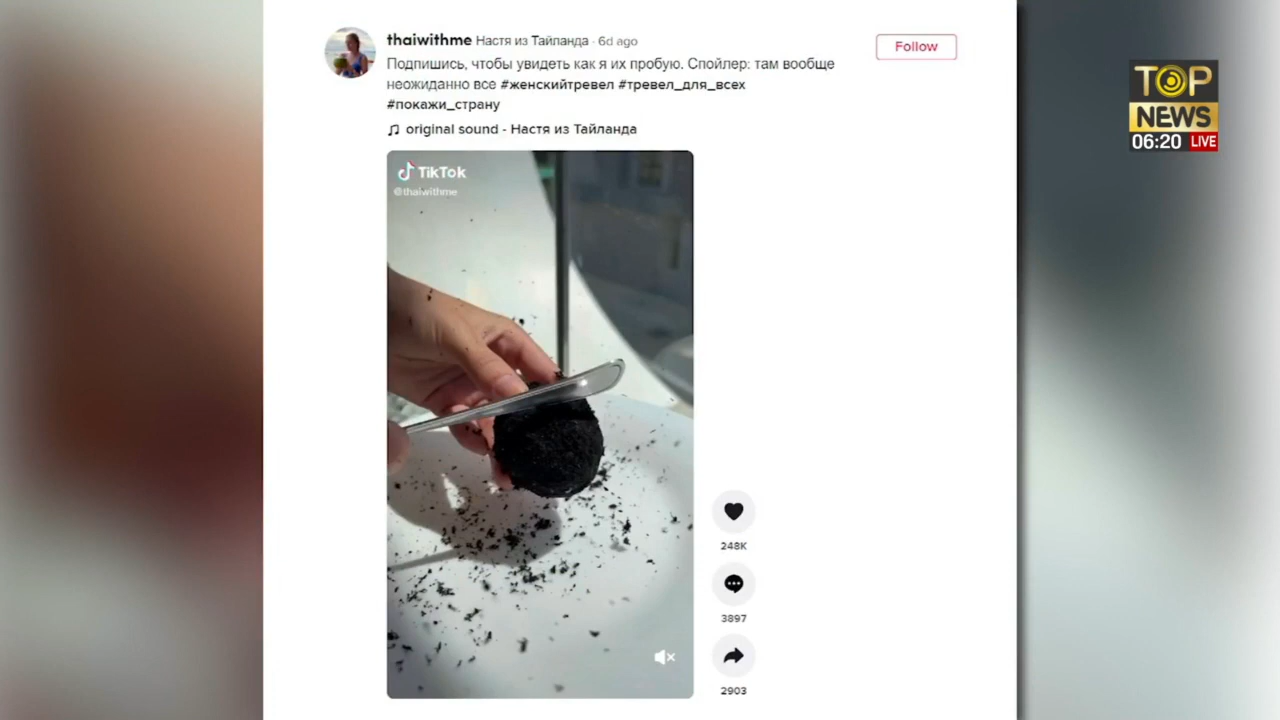 thaiwithme Настя из Тайланда · 6d ago
Follow
Подпишись, чтобы увидеть как я их пробую. Спойлер: там вообще
неожиданно все #женскийтревел #тревел_для_всех
#покажи_страну
original sound - Настя из Тайланда
TikTok
@thaiwithme
248K
3897
2903
TOP
NEWS
06:20 LIVE